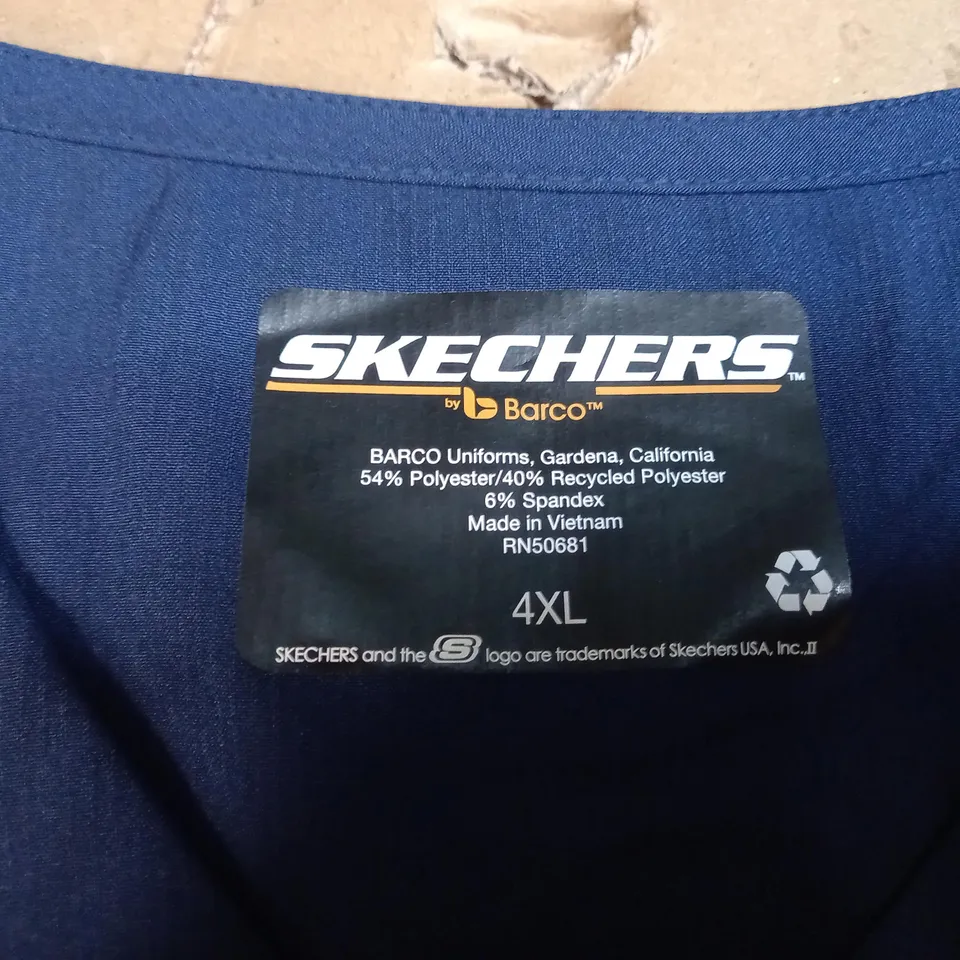 SKECHERS™
by b Barco™
BARCO Uniforms, Gardena, California
54% Polyester/40% Recycled Polyester
6% Spandex
Made in Vietnam
RN50681
4XL
SKECHERS and the S logo are trademarks of Skechers USA, Inc.,II